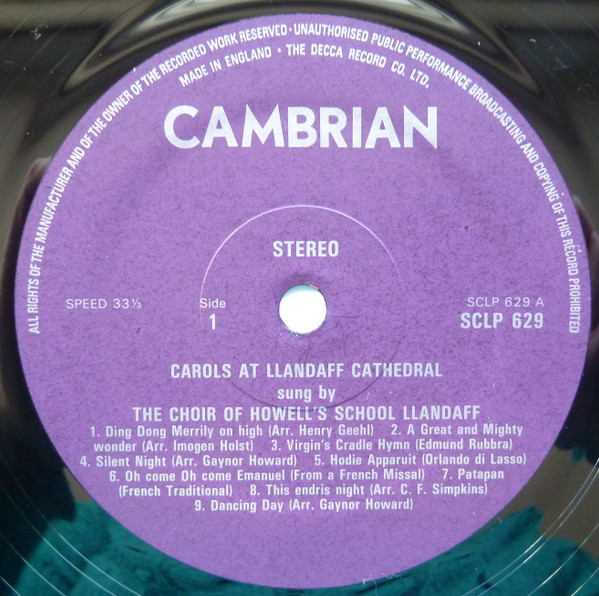 ALL RIGHTS OF THE MANUFACTURER AND OF THE OWNER OF THE RECORDED WORK RESERVED · UNAUTHORISED PUBLIC PERFORMANCE BROADCASTING AND COPYING OF THIS RECORD PROHIBITED
MADE IN ENGLAND · THE DECCA RECORD CO. LTD.
CAMBRIAN
STEREO
SPEED 33⅓ Side SCLP 629 A
1 SCLP 629
CAROLS AT LLANDAFF CATHEDRAL
sung by
THE CHOIR OF HOWELL'S SCHOOL LLANDAFF
1. Ding Dong Merrily on high (Arr. Henry Geehl) 2. A Great and Mighty
wonder (Arr. Imogen Holst) 3. Virgin's Cradle Hymn (Edmund Rubbra)
4. Silent Night (Arr. Gaynor Howard) 5. Hodie Apparuit (Orlando di Lasso)
6. Oh come Oh come Emanuel (From a French Missal) 7. Patapan
(French Traditional) 8. This endris night (Arr. C. F. Simpkins)
9. Dancing Day (Arr. Gaynor Howard)